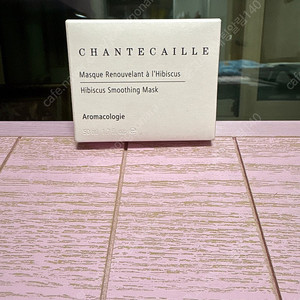 CHANTECAILLE
Masque Renouvelant à l'Hibiscus
Hibiscus Smoothing Mask
Aromacologie